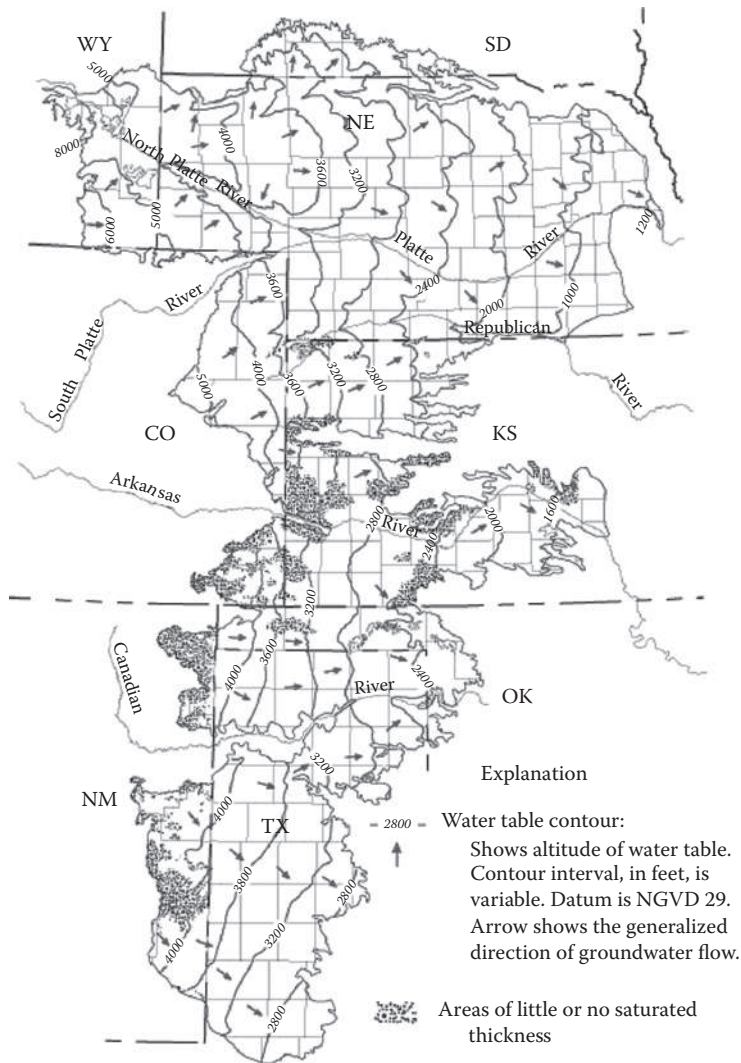 WY
SD
5000
4000
NE
8000
North Platte River
3600
3200
6000
5000
Platte
River
1200
3600
2400
2000
1000
South Platte
River
Republican
River
5000
4000
3600
3200
2800
CO
KS
Arkansas
River
2800
2400
2000
1600
3200
Canadian
4000
3600
River
2400
OK
3200
NM
4000
TX
3800
2800
3200
4000
2800
Explanation
2800
Water table contour:
Shows altitude of water table.
Contour interval, in feet, is
variable. Datum is NGVD 29.
Arrow shows the generalized
direction of groundwater flow.
Areas of little or no saturated
thickness